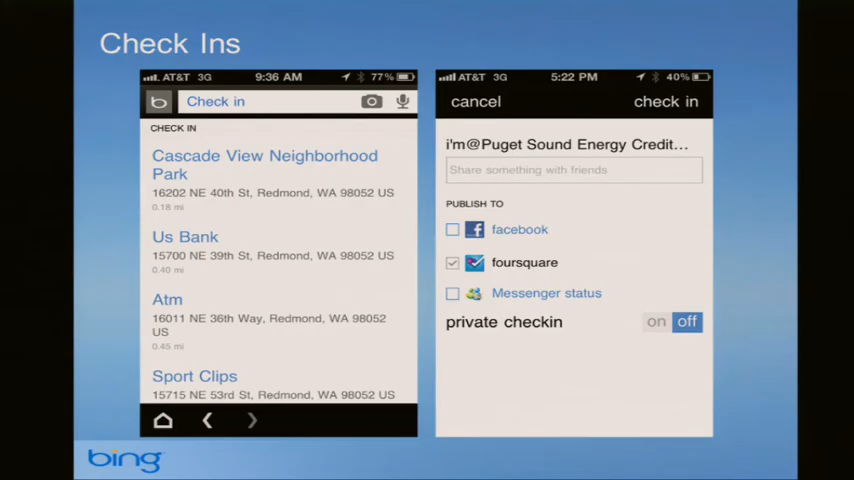 Check Ins
AT&T 3G 9:36 AM 77%
b Check in
CHECK IN
Cascade View Neighborhood
Park
16202 NE 40th St, Redmond, WA 98052 US
0.18 mi
Us Bank
15700 NE 39th St, Redmond, WA 98052 US
0.40 mi
Atm
16011 NE 36th Way, Redmond, WA 98052
US
0.45 mi
Sport Clips
15715 NE 53rd St, Redmond, WA 98052 US
AT&T 3G 5:22 PM 40%
cancel check in
i'm@Puget Sound Energy Credit...
Share something with friends
PUBLISH TO
facebook
foursquare
Messenger status
private checkin on off
bing